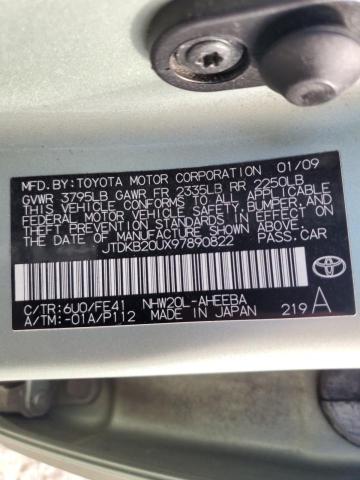 MFD.BY:TOYOTA MOTOR CORPORATION 01/09
GVWR 3795LB GAWR FR 2335LB RR 2250LB
THIS VEHICLE CONFORMS TO ALL APPLICABLE
FEDERAL MOTOR VEHICLE SAFETY, BUMPER, AND
THEFT PREVENTION STANDARDS IN EFFECT ON
THE DATE OF MANUFACTURE SHOWN ABOVE.
JTDKB20UX97890822 PASS.CAR
C/TR:6U0/FE41 NHW20L-AHEEBA
A/TM:-01A/P112 MADE IN JAPAN 219 A
TOYOTA